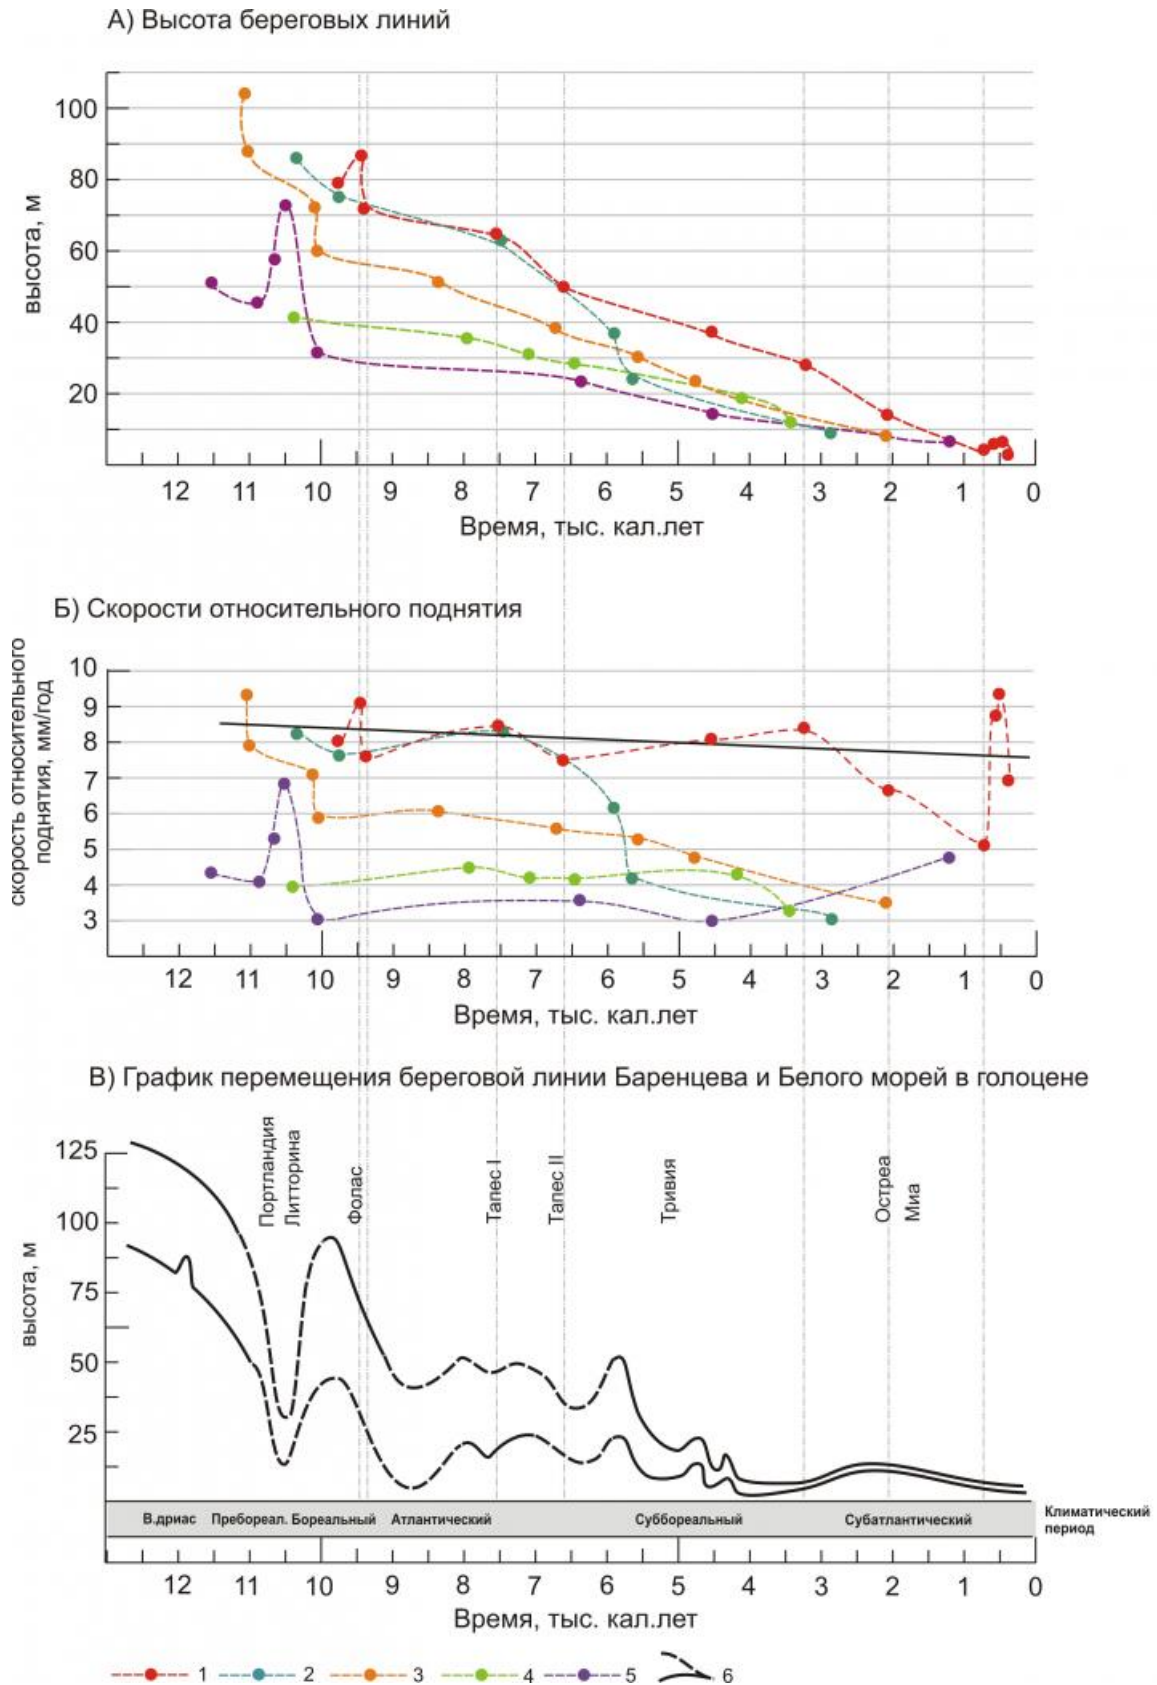 А) Высота береговых линий
высота, м
100
80
60
40
20
12 11 10 9 8 7 6 5 4 3 2 1 0
Время, тыс. кал.лет
Б) Скорости относительного поднятия
скорость относительного
поднятия, мм/год
10
9
8
7
6
5
4
3
12 11 10 9 8 7 6 5 4 3 2 1 0
Время, тыс. кал.лет
В) График перемещения береговой линии Баренцева и Белого морей в голоцене
высота, м
125
100
75
50
25
Портландия
Литторина
Фолас
Тапес I
Тапес II
Тривия
Остреа
Миа
В.дриас Пребореал. Бореальный Атлантический Суббореальный Субатлантический
Климатический
период
12 11 10 9 8 7 6 5 4 3 2 1 0
Время, тыс. кал.лет
1 2 3 4 5 6